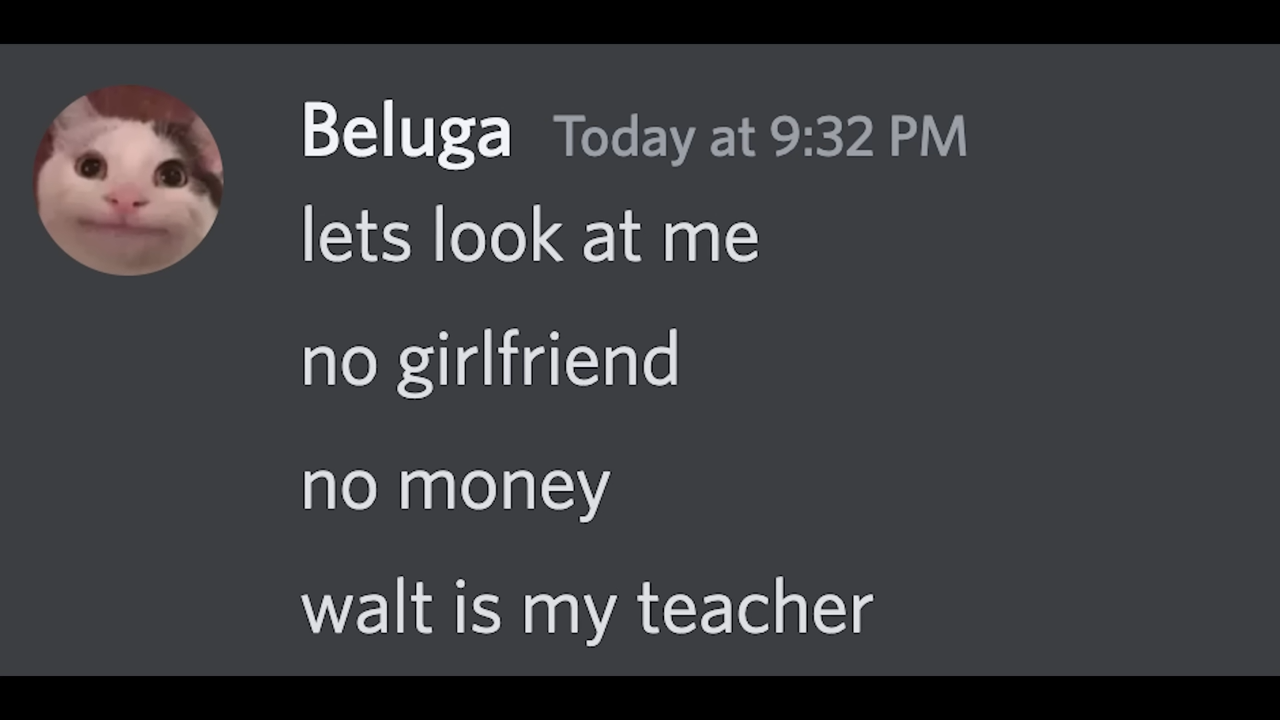 Beluga Today at 9:32 PM
lets look at me
no girlfriend
no money
walt is my teacher